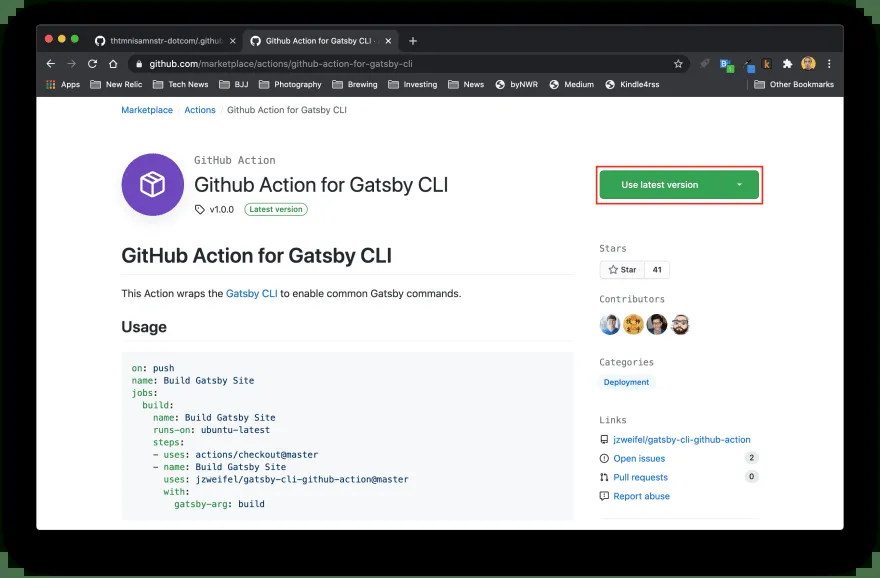 thtmnisamnstr-dotcom/.github
Github Action for Gatsby CLI ·
github.com/marketplace/actions/github-action-for-gatsby-cli
Apps New Relic Tech News BJJ Photography Brewing Investing News byNWR Medium Kindle4rss Other Bookmarks
Marketplace / Actions / Github Action for Gatsby CLI
GitHub Action
Github Action for Gatsby CLI
v1.0.0 Latest version
Use latest version
GitHub Action for Gatsby CLI
This Action wraps the Gatsby CLI to enable common Gatsby commands.
Usage
on: push
name: Build Gatsby Site
jobs:
  build:
    name: Build Gatsby Site
    runs-on: ubuntu-latest
    steps:
    - uses: actions/checkout@master
    - name: Build Gatsby Site
      uses: jzweifel/gatsby-cli-github-action@master
      with:
        gatsby-arg: build
Stars
Star 41
Contributors
Categories
Deployment
Links
jzweifel/gatsby-cli-github-action
Open issues 2
Pull requests 0
Report abuse